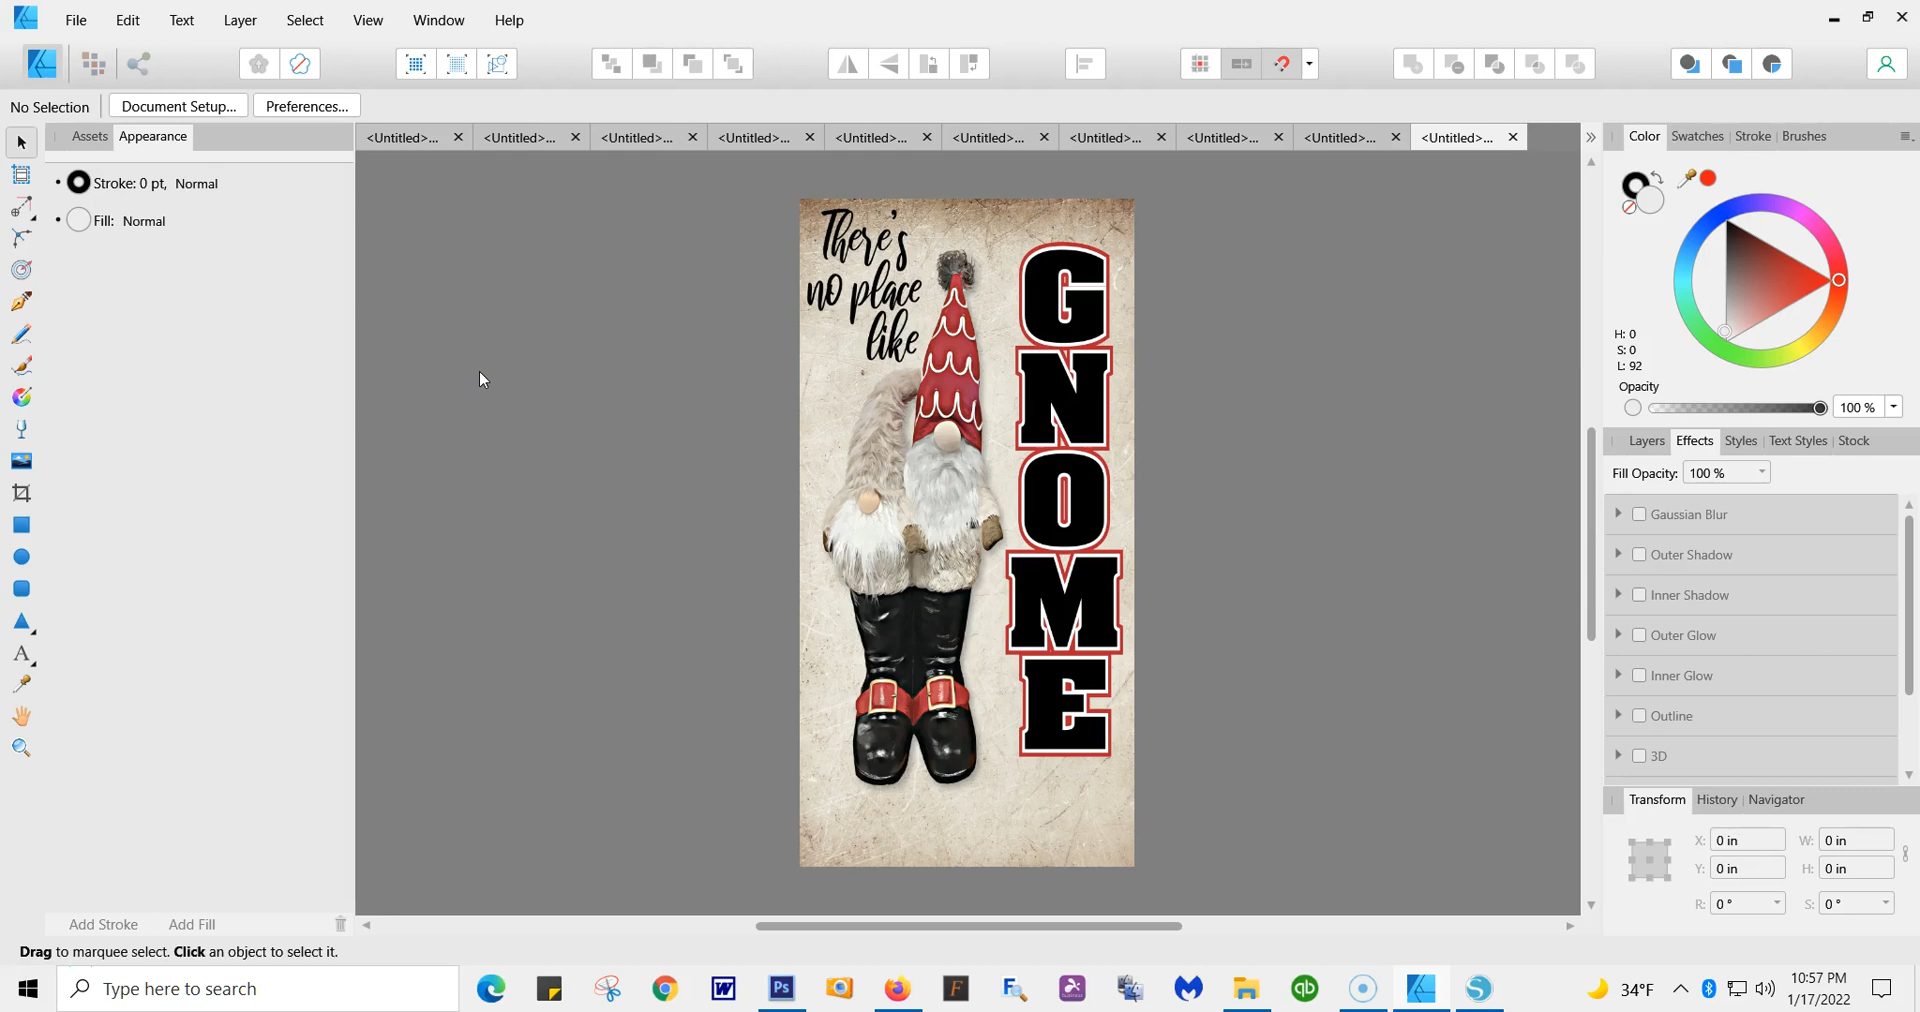 File Edit Text Layer Select View Window Help
No Selection Document Setup... Preferences...
Assets Appearance
<Untitled>... <Untitled>... <Untitled>... <Untitled>... <Untitled>... <Untitled>... <Untitled>... <Untitled>... <Untitled>... <Untitled>...
Color Swatches Stroke Brushes
Stroke: 0 pt, Normal
Fill: Normal
There's
no place
like
GNOME
H: 0
S: 0
L: 92
Opacity
100 %
Layers Effects Styles Text Styles Stock
Fill Opacity: 100 %
Gaussian Blur
Outer Shadow
Inner Shadow
Outer Glow
Inner Glow
Outline
3D
Transform History Navigator
X: 0 in W: 0 in
Y: 0 in H: 0 in
R: 0 ° S: 0 °
Add Stroke Add Fill
Drag to marquee select. Click an object to select it.
Type here to search
W Ps F qb
34°F
10:57 PM
1/17/2022